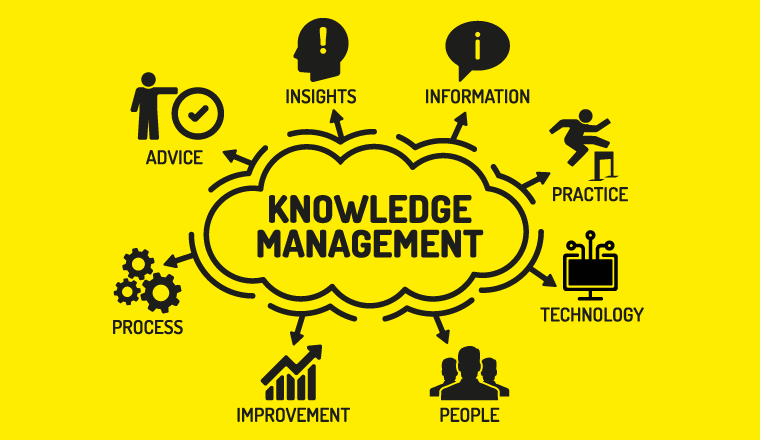 INSIGHTS
INFORMATION
ADVICE
PRACTICE
KNOWLEDGE
MANAGEMENT
PROCESS
TECHNOLOGY
IMPROVEMENT
PEOPLE